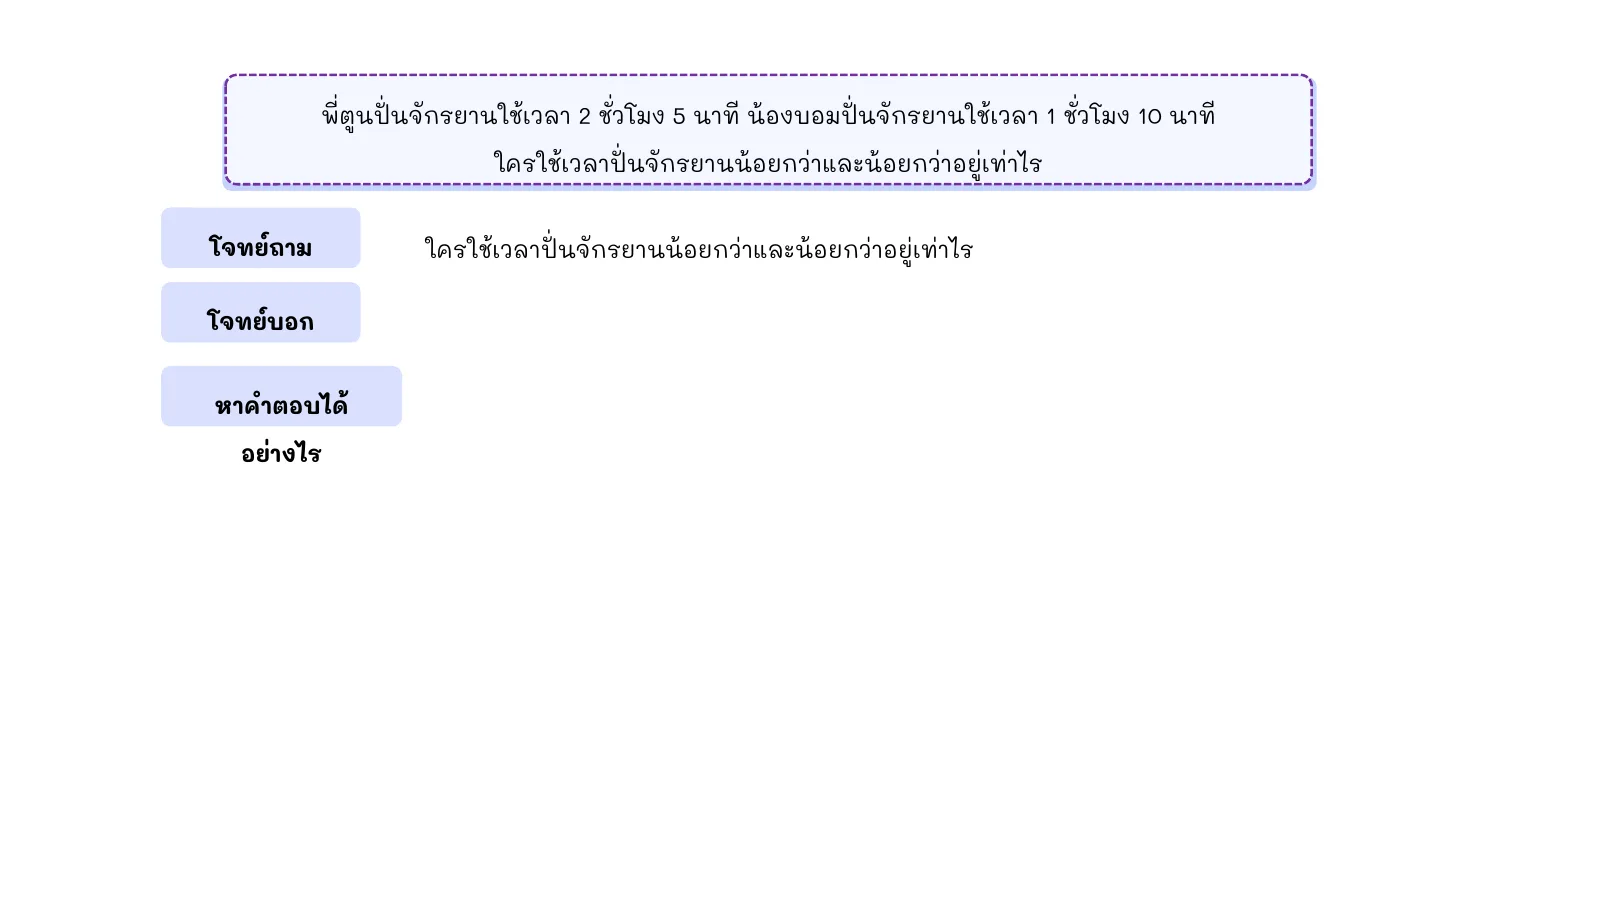 พี่ตูนปั่นจักรยานใช้เวลา 2 ชั่วโมง 5 นาที น้องบอมปั่นจักรยานใช้เวลา 1 ชั่วโมง 10 นาที
ใครใช้เวลาปั่นจักรยานน้อยกว่าและน้อยกว่าอยู่เท่าไร
โจทย์ถาม
ใครใช้เวลาปั่นจักรยานน้อยกว่าและน้อยกว่าอยู่เท่าไร
โจทย์บอก
หาคำตอบได้
อย่างไร